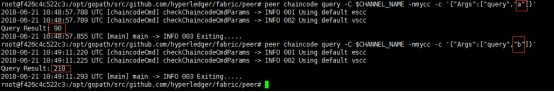 root@f426c4c522c3:/opt/gopath/src/github.com/hyperledger/fabric/peer# peer chaincode query -C $CHANNEL_NAME -nmycc -c '{"Args":["query","a"]}'
2018-06-21 10:48:57.788 UTC [chaincodeCmd] checkChaincodeCmdParams -> INFO 001 Using default escc
2018-06-21 10:48:57.789 UTC [chaincodeCmd] checkChaincodeCmdParams -> INFO 002 Using default vscc
Query Result: 90
2018-06-21 10:48:57.855 UTC [main] main -> INFO 003 Exiting.....
root@f426c4c522c3:/opt/gopath/src/github.com/hyperledger/fabric/peer# peer chaincode query -C $CHANNEL_NAME -nmycc -c '{"Args":["query","b"]}'
2018-06-21 10:49:11.220 UTC [chaincodeCmd] checkChaincodeCmdParams -> INFO 001 Using default escc
2018-06-21 10:49:11.225 UTC [chaincodeCmd] checkChaincodeCmdParams -> INFO 002 Using default vscc
Query Result: 210
2018-06-21 10:49:11.293 UTC [main] main -> INFO 003 Exiting.....
root@f426c4c522c3:/opt/gopath/src/github.com/hyperledger/fabric/peer#